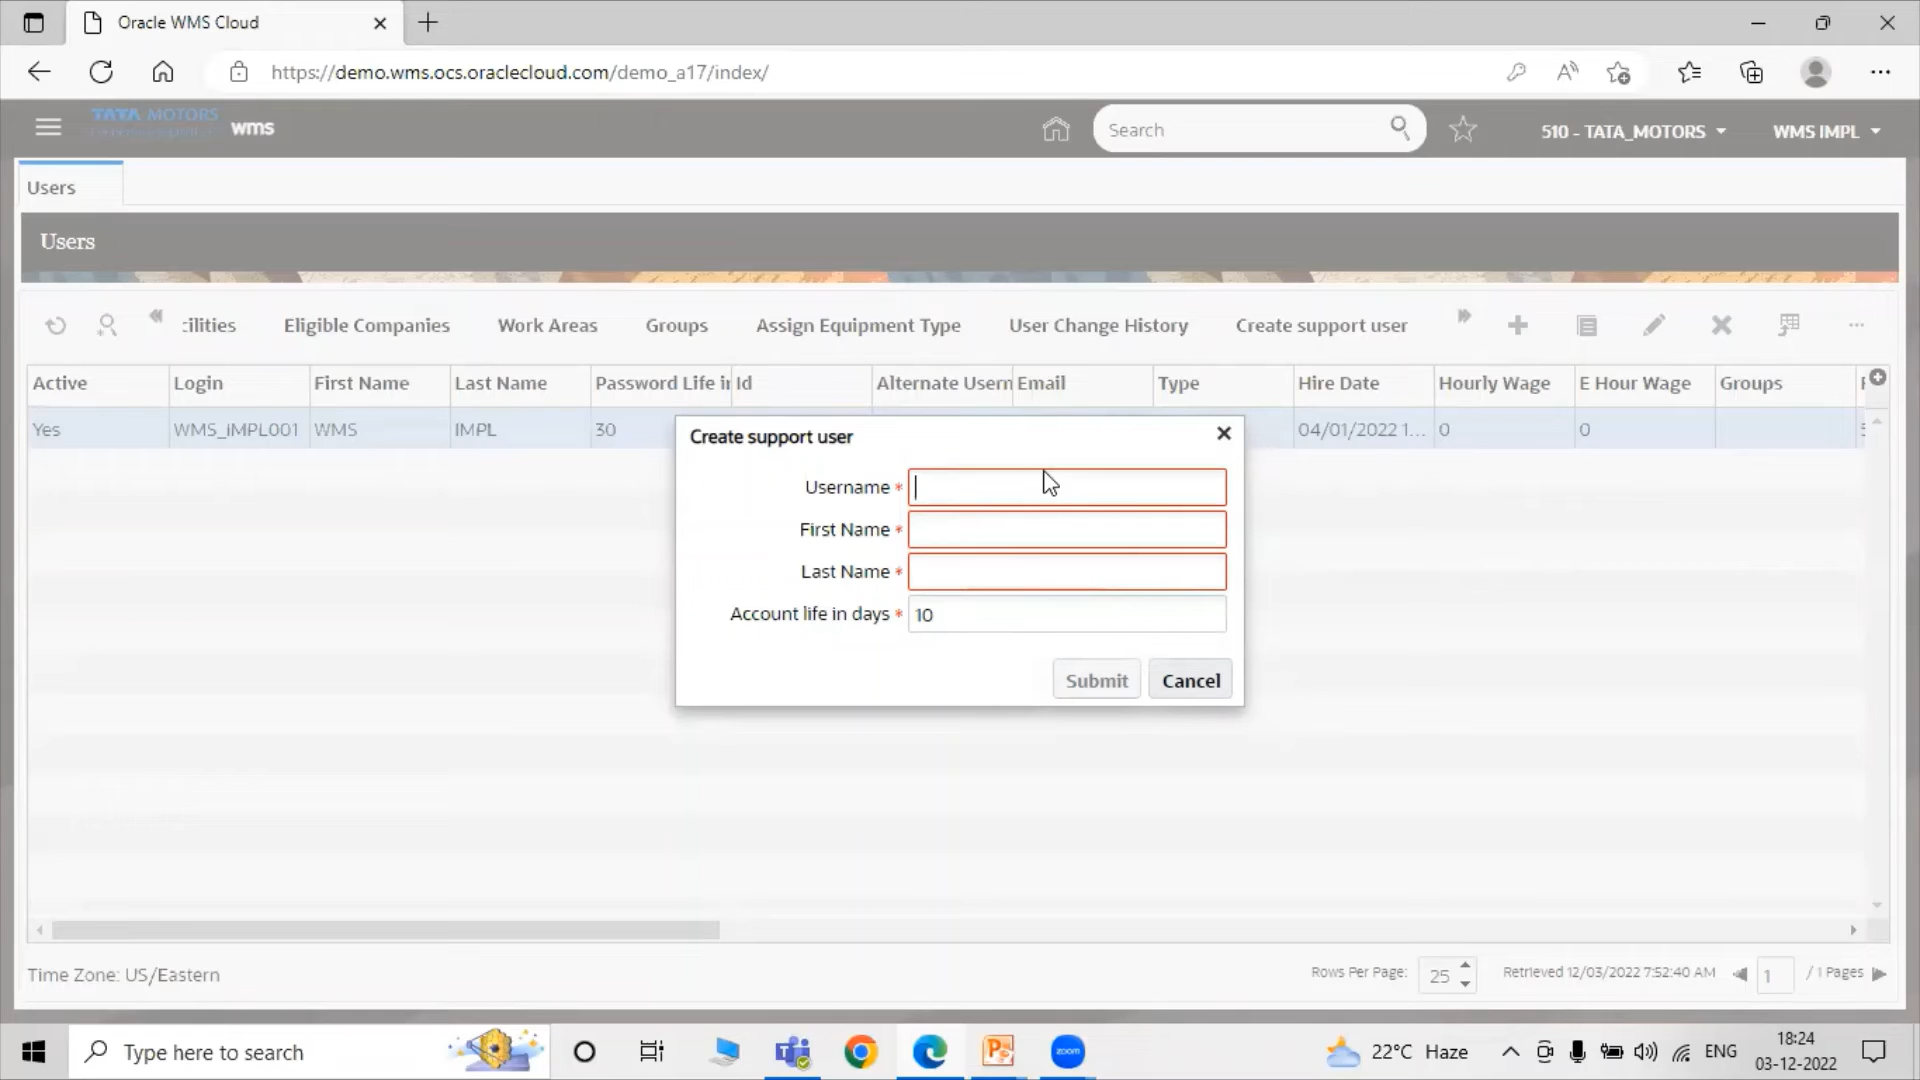 Oracle WMS Cloud
https://demo.wms.ocs.oraclecloud.com/demo_a17/index/
TATA MOTORS
wms
Search
510 - TATA_MOTORS
WMS IMPL
Users
Users
:ilities Eligible Companies Work Areas Groups Assign Equipment Type User Change History Create support user
Active Login First Name Last Name Password Life in Id Alternate Usern Email Type Hire Date Hourly Wage E Hour Wage Groups
Yes WMS_IMPL001 WMS IMPL 30 04/01/2022 1... 0 0
Create support user
Username *
First Name *
Last Name *
Account life in days * 10
Submit Cancel
Time Zone: US/Eastern
Rows Per Page: 25 Retrieved 12/03/2022 7:52:40 AM 1 / 1 Pages
Type here to search
zoom
22°C Haze
ENG
18:24
03-12-2022